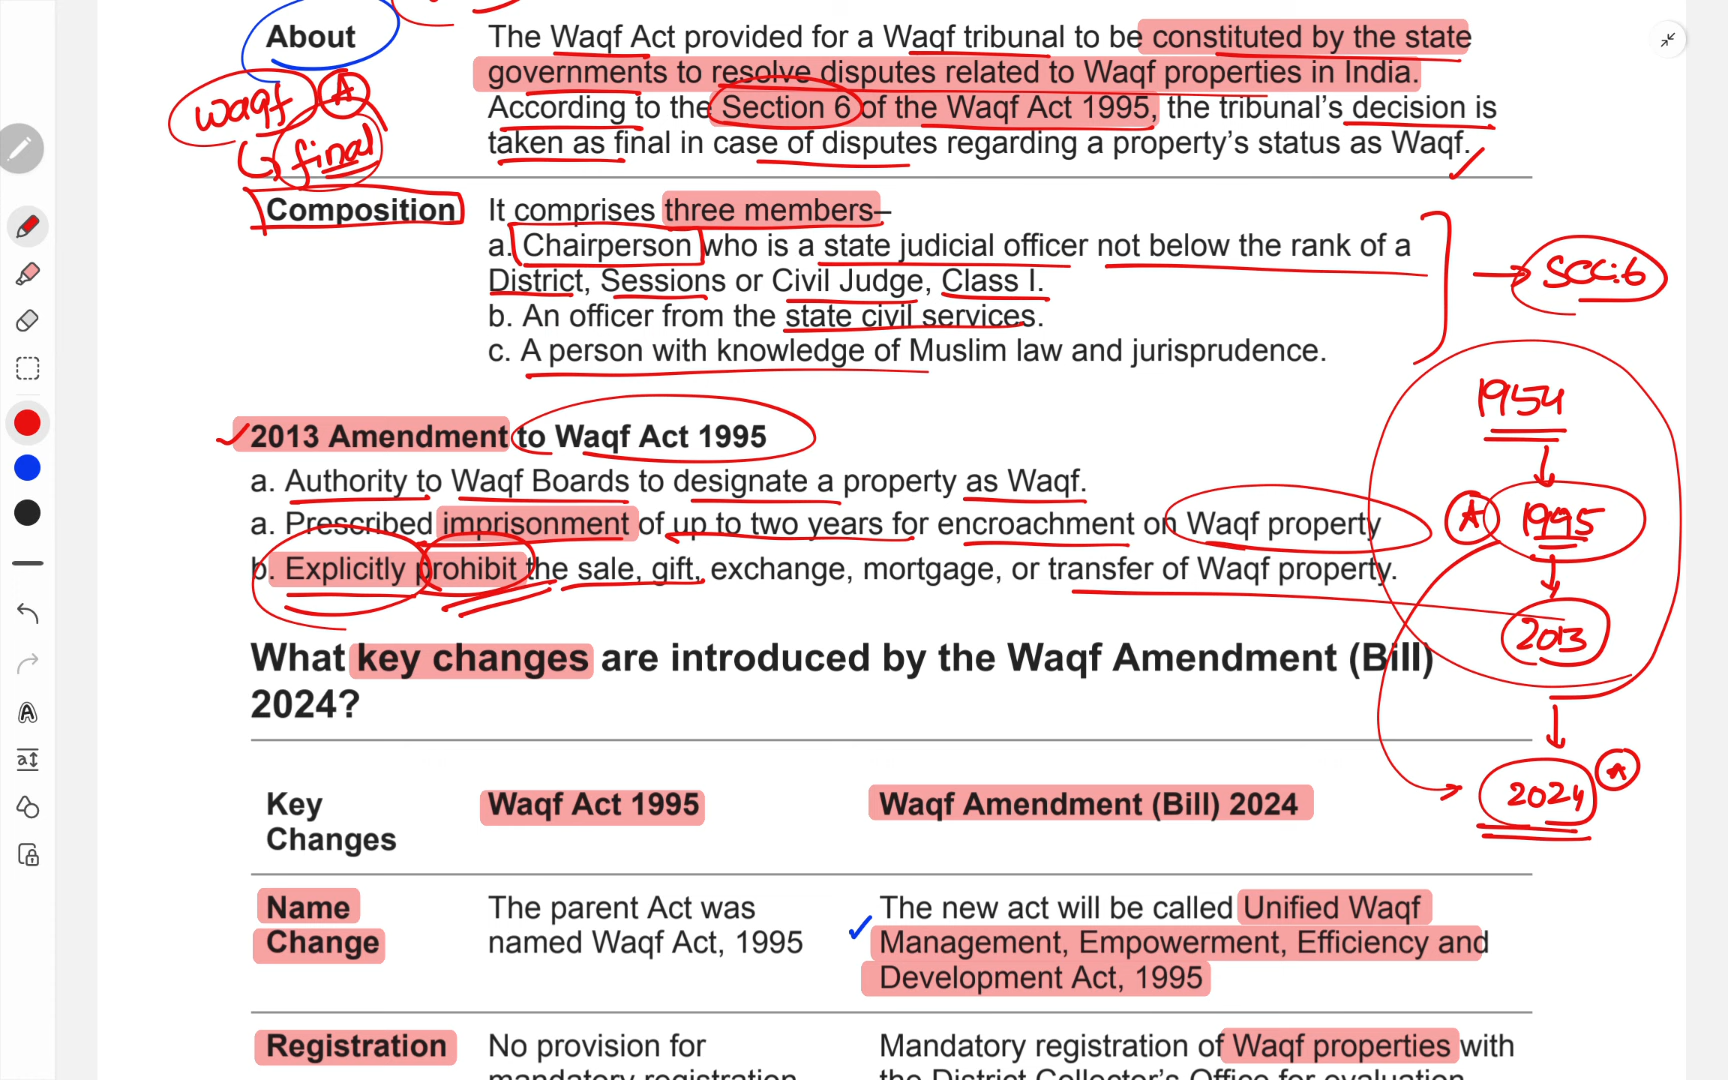 About
The Waqf Act provided for a Waqf tribunal to be constituted by the state
governments to resolve disputes related to Waqf properties in India.
According to the Section 6 of the Waqf Act 1995, the tribunal's decision is
taken as final in case of disputes regarding a property's status as Waqf.
waqf A
final
Composition
It comprises three members–
a. Chairperson who is a state judicial officer not below the rank of a
District, Sessions or Civil Judge, Class I.
b. An officer from the state civil services.
c. A person with knowledge of Muslim law and jurisprudence.
2013 Amendment to Waqf Act 1995
a. Authority to Waqf Boards to designate a property as Waqf.
a. Prescribed imprisonment of up to two years for encroachment on Waqf property
b. Explicitly prohibit the sale, gift, exchange, mortgage, or transfer of Waqf property.
1954
A 1995
2013
2024
What key changes are introduced by the Waqf Amendment (Bill)
2024?
Key
Changes
Waqf Act 1995
Waqf Amendment (Bill) 2024
Name
Change
The parent Act was
named Waqf Act, 1995
The new act will be called Unified Waqf
Management, Empowerment, Efficiency and
Development Act, 1995
Registration
No provision for
mandatory registration
Mandatory registration of Waqf properties with
the District Collector's Office for evaluation